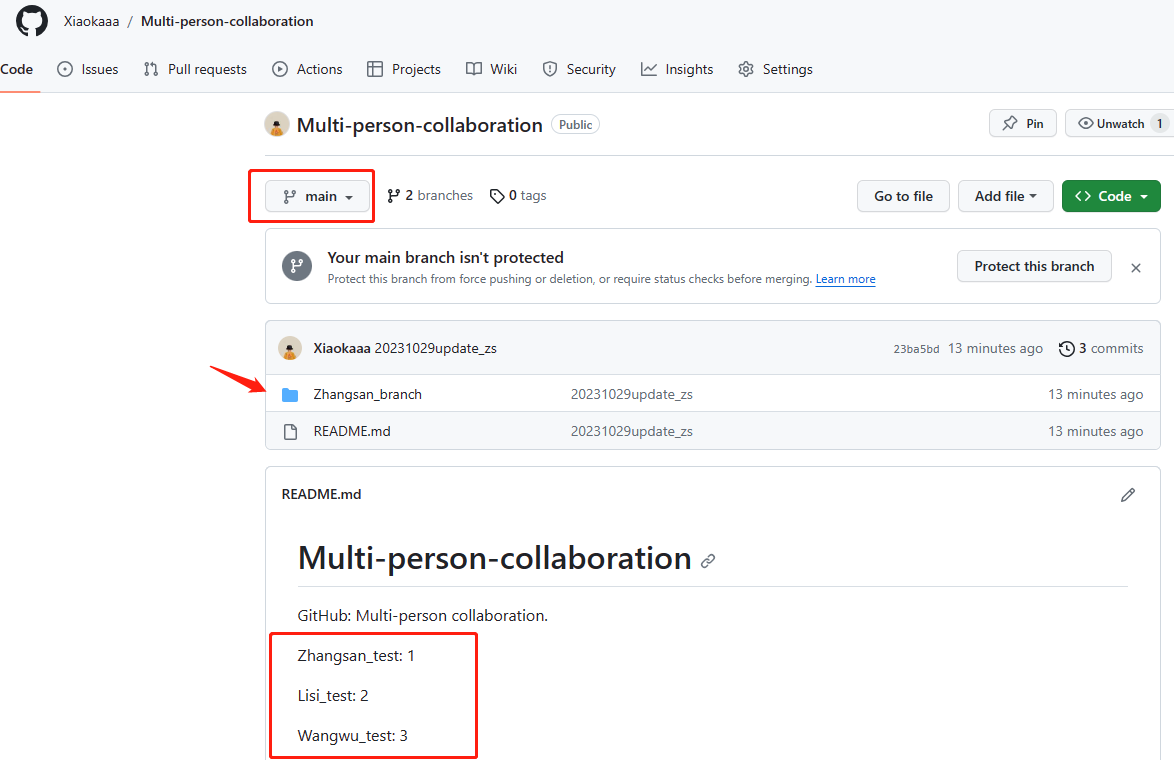 Xiaokaaa / Multi-person-collaboration
Code Issues Pull requests Actions Projects Wiki Security Insights Settings
Multi-person-collaboration Public Pin Unwatch 1
main 2 branches 0 tags Go to file Add file Code
Your main branch isn't protected
Protect this branch from force pushing or deletion, or require status checks before merging. Learn more
Protect this branch
Xiaokaaa 20231029update_zs 23ba5bd 13 minutes ago 3 commits
Zhangsan_branch 20231029update_zs 13 minutes ago
README.md 20231029update_zs 13 minutes ago
README.md
Multi-person-collaboration
GitHub: Multi-person collaboration.
Zhangsan_test: 1
Lisi_test: 2
Wangwu_test: 3